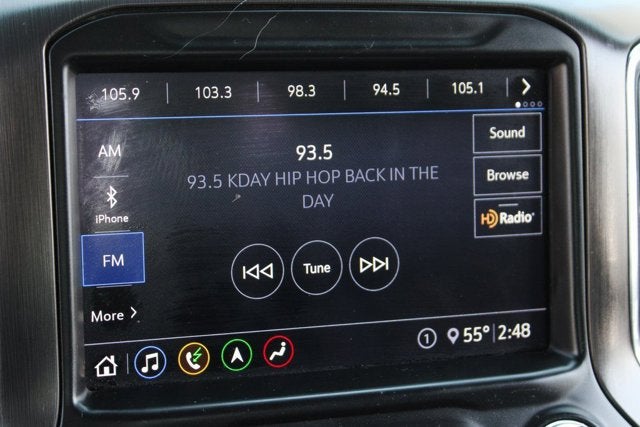 105.9 103.3 98.3 94.5 105.1
AM
93.5
Sound
93.5 KDAY HIP HOP BACK IN THE
DAY
Browse
iPhone
HD Radio
FM
Tune
More
1 55° 2:48